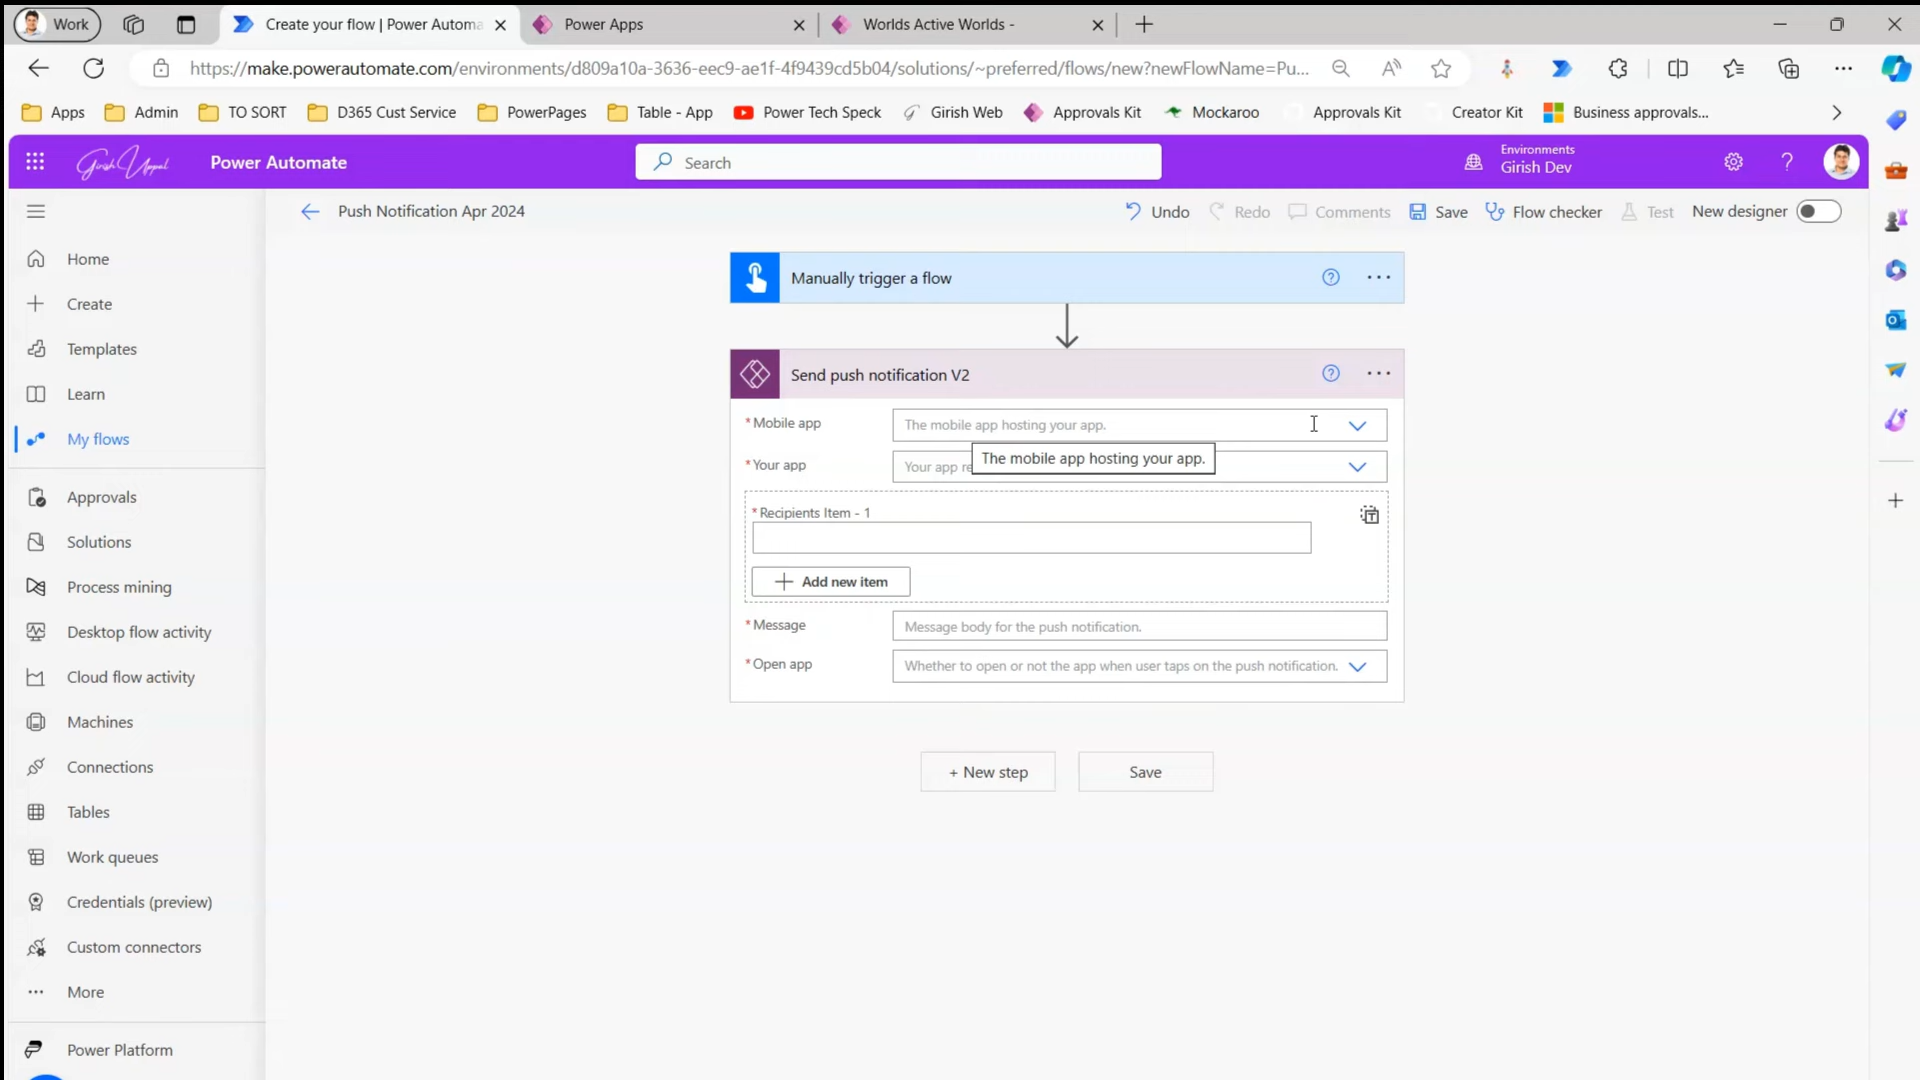 Work
Create your flow | Power Automa
Power Apps
Worlds Active Worlds -
https://make.powerautomate.com/environments/d809a10a-3636-eec9-ae1f-4f9439cd5b04/solutions/~preferred/flows/new?newFlowName=Pu...
Apps
Admin
TO SORT
D365 Cust Service
PowerPages
Table - App
Power Tech Speck
Girish Web
Approvals Kit
Mockaroo
Approvals Kit
Creator Kit
Business approvals...
Girish Uppal
Power Automate
Search
Environments
Girish Dev
Push Notification Apr 2024
Undo
Redo
Comments
Save
Flow checker
Test
New designer
Home
Create
Templates
Learn
My flows
Approvals
Solutions
Process mining
Desktop flow activity
Cloud flow activity
Machines
Connections
Tables
Work queues
Credentials (preview)
Custom connectors
More
Power Platform
Manually trigger a flow
Send push notification V2
* Mobile app
The mobile app hosting your app.
The mobile app hosting your app.
* Your app
Your app re
* Recipients Item - 1
Add new item
* Message
Message body for the push notification.
* Open app
Whether to open or not the app when user taps on the push notification.
+ New step
Save